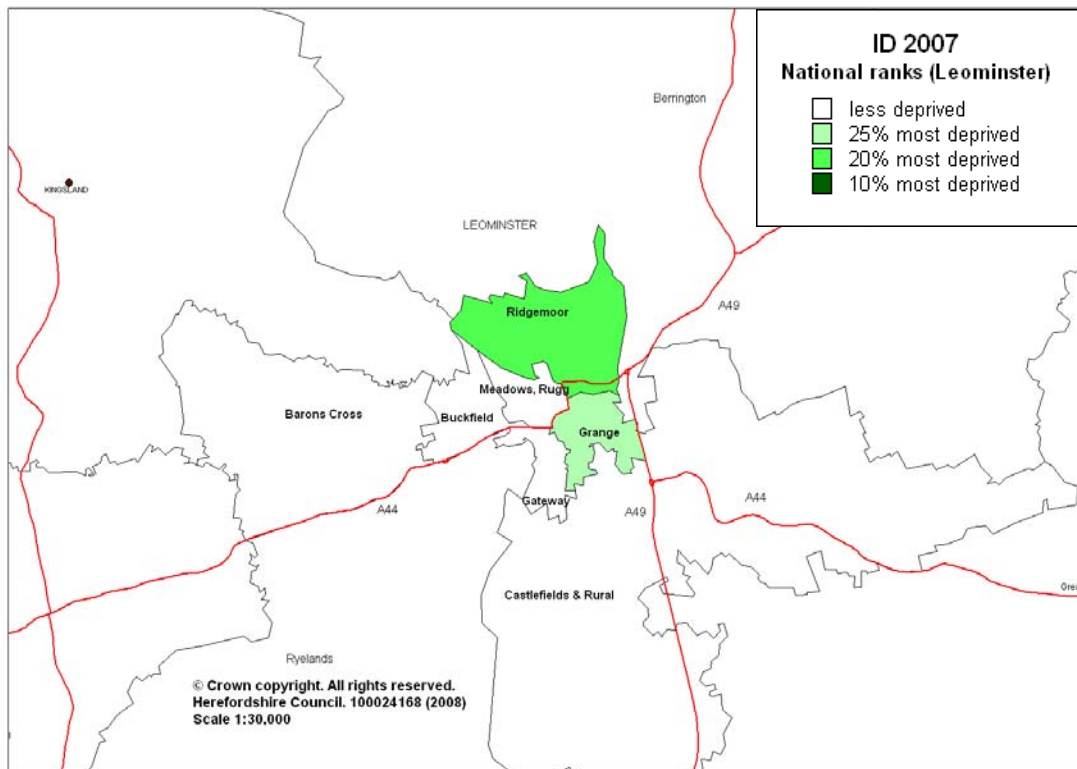 ID 2007
National ranks (Leominster)
less deprived
25% most deprived
20% most deprived
10% most deprived
Berrington
KINGSLAND
LEOMINSTER
A49
Ridgemoor
Meadows, Rugg
Barons Cross
Buckfield
Grange
A44
Gateway
A49
A44
Castlefields & Rural
Grea
Ryelands
© Crown copyright. All rights reserved.
Herefordshire Council. 100024168 (2008)
Scale 1:30,000